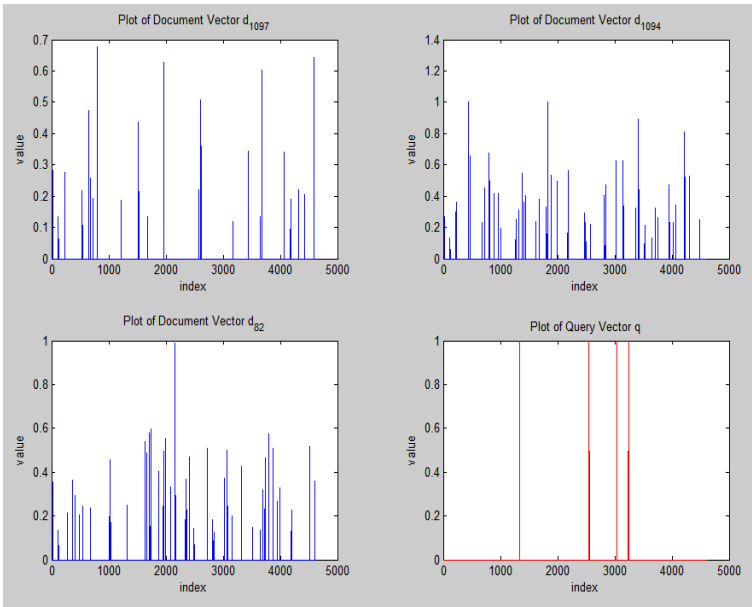 Plot of Document Vector d1097
0.7
0.6
0.5
0.4
0.3
0.2
0.1
0
value
0 1000 2000 3000 4000 5000
index
Plot of Document Vector d1094
1.4
1.2
1
0.8
0.6
0.4
0.2
0
value
0 1000 2000 3000 4000 5000
index
Plot of Document Vector d82
1
0.8
0.6
0.4
0.2
0
value
0 1000 2000 3000 4000 5000
index
Plot of Query Vector q
1
0.8
0.6
0.4
0.2
0
value
0 1000 2000 3000 4000 5000
index